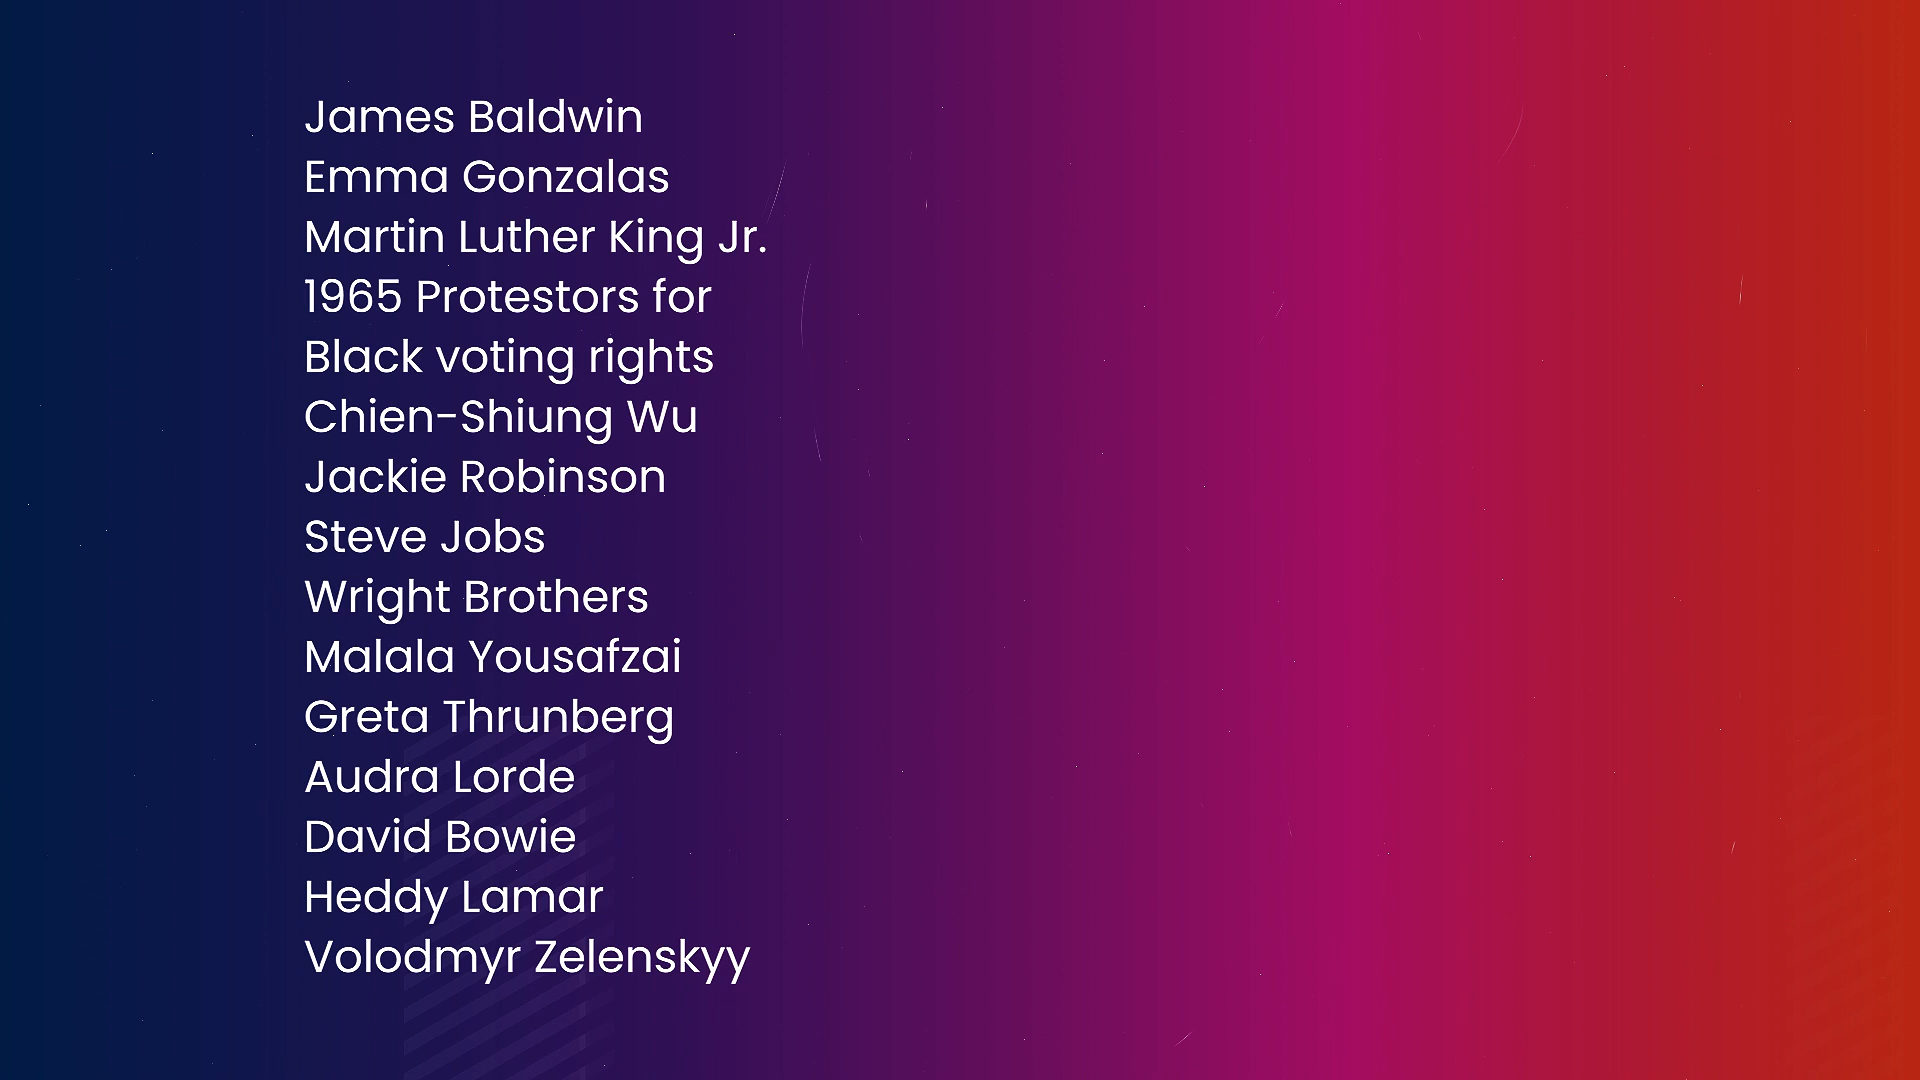 James Baldwin
Emma Gonzalas
Martin Luther King Jr.
1965 Protestors for
Black voting rights
Chien-Shiung Wu
Jackie Robinson
Steve Jobs
Wright Brothers
Malala Yousafzai
Greta Thrunberg
Audra Lorde
David Bowie
Heddy Lamar
Volodmyr Zelenskyy